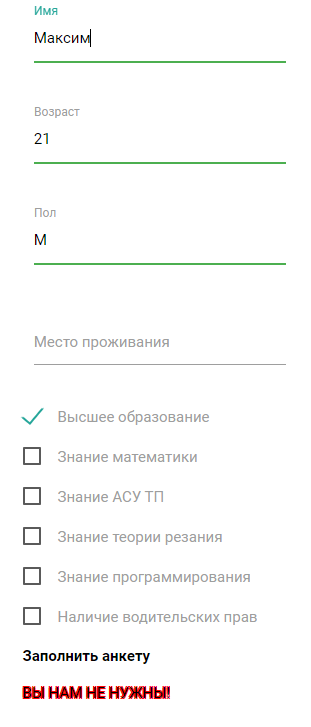 Имя
Максим
Возраст
21
Пол
М
Место проживания
Высшее образование
Знание математики
Знание АСУ ТП
Знание теории резания
Знание программирования
Наличие водительских прав
Заполнить анкету
ВЫ НАМ НЕ НУЖНЫ!